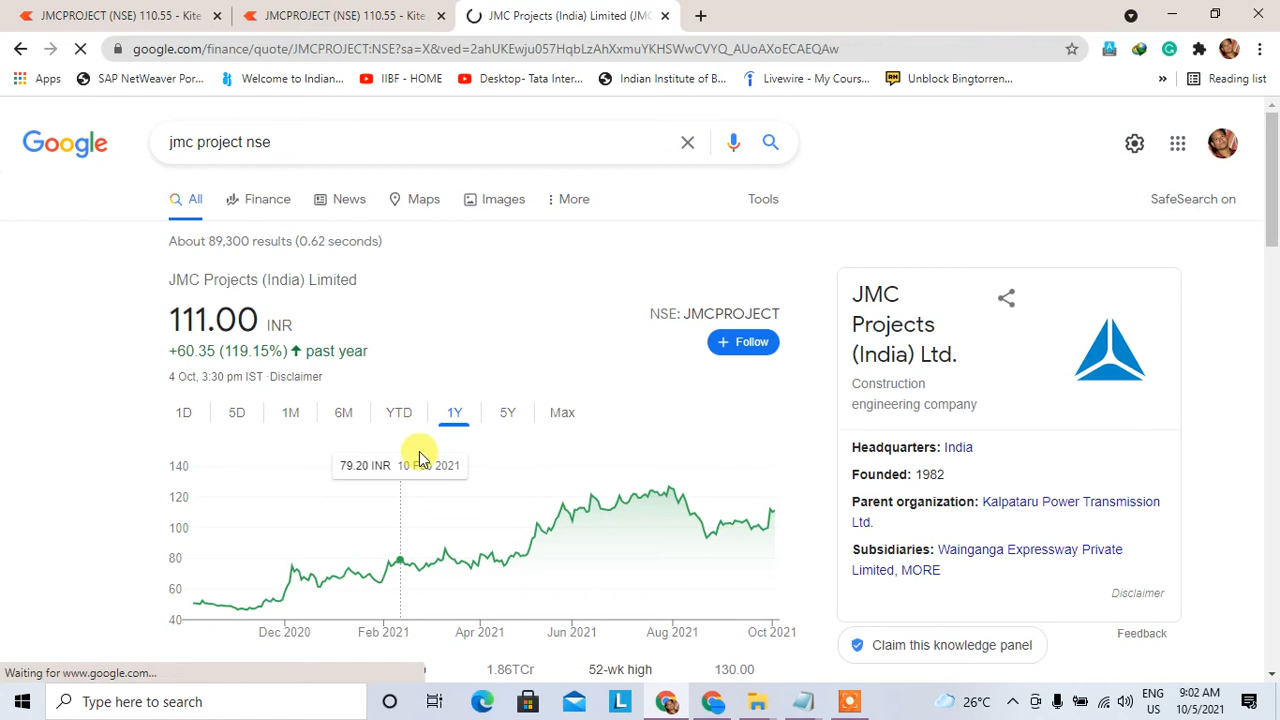 JMCPROJECT (NSE) 110.55 - Kite
JMCPROJECT (NSE) 110.55 - Kite
JMC Projects (India) Limited (JMC
google.com/finance/quote/JMCPROJECT:NSE?sa=X&ved=2ahUKEwju057HqbLzAhXxmuYKHSWwCVYQ_AUoAXoECAEQAw
Apps
SAP NetWeaver Por...
Welcome to Indian...
IIBF - HOME
Desktop- Tata Inter...
Indian Institute of B...
Livewire - My Cours...
Unblock Bingtorren...
»
Reading list
Google
jmc project nse
All
Finance
News
Maps
Images
More
Tools
SafeSearch on
About 89,300 results (0.62 seconds)
JMC Projects (India) Limited
111.00 INR
+60.35 (119.15%) ↑ past year
4 Oct, 3:30 pm IST · Disclaimer
NSE: JMCPROJECT
+ Follow
1D
5D
1M
6M
YTD
1Y
5Y
Max
79.20 INR 10 Feb 2021
140
120
100
80
60
40
Dec 2020
Feb 2021
Apr 2021
Jun 2021
Aug 2021
Oct 2021
1.86TCr
52-wk high
130.00
JMC
Projects
(India) Ltd.
Construction
engineering company
Headquarters: India
Founded: 1982
Parent organization: Kalpataru Power Transmission
Ltd.
Subsidiaries: Wainganga Expressway Private
Limited, MORE
Disclaimer
Feedback
Claim this knowledge panel
Waiting for www.google.com...
Type here to search
L
26°C
ENG
US
9:02 AM
10/5/2021